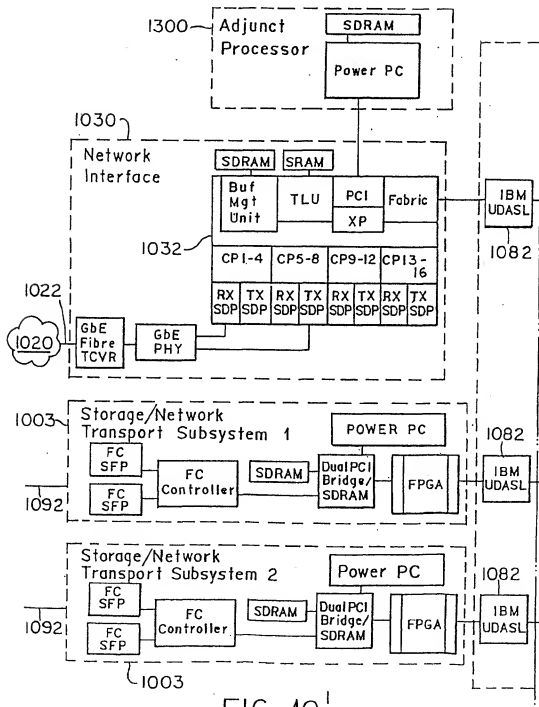 1300
Adjunct
Processor
SDRAM
Power PC
1030
Network
Interface
SDRAM
SRAM
Buf
Mgt
Unit
TLU
PCI
XP
Fabric
1032
CP1-4
CP5-8
CP9-12
CP13-
16
RX
SDP
TX
SDP
RX
SDP
TX
SDP
RX
SDP
TX
SDP
RX
SDP
TX
SDP
IBM
UDASL
1082
1022
1020
GbE
Fibre
TCVR
GbE
PHY
1003
Storage/Network
Transport Subsystem 1
POWER PC
FC
SFP
FC
SFP
1092
FC
Controller
SDRAM
Dual PCI
Bridge/
SDRAM
FPGA
1082
IBM
UDASL
Storage/Network
Transport Subsystem 2
Power PC
FC
SFP
FC
SFP
1092
FC
Controller
SDRAM
Dual PCI
Bridge/
SDRAM
FPGA
1082
IBM
UDASL
1003